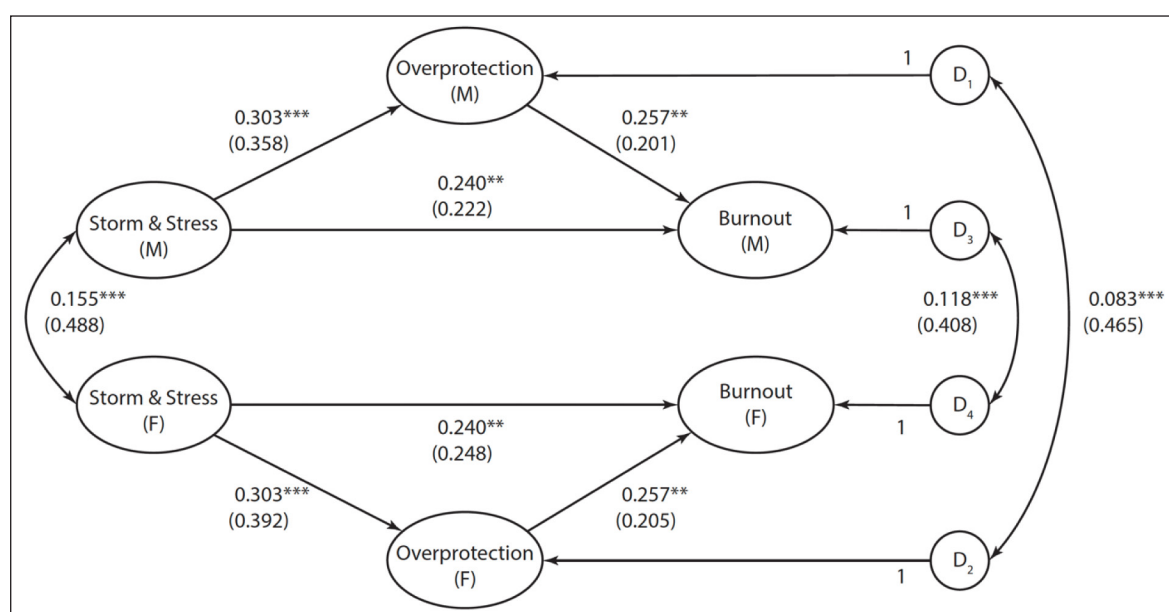 Overprotection
(M)
1
D₁
0.303***
(0.358)
0.257**
(0.201)
0.240**
(0.222)
Storm & Stress
(M)
Burnout
(M)
1
D₃
0.155***
(0.488)
0.118***
(0.408)
0.083***
(0.465)
Storm & Stress
(F)
Burnout
(F)
1
D₄
0.240**
(0.248)
0.303***
(0.392)
0.257**
(0.205)
Overprotection
(F)
1
D₂